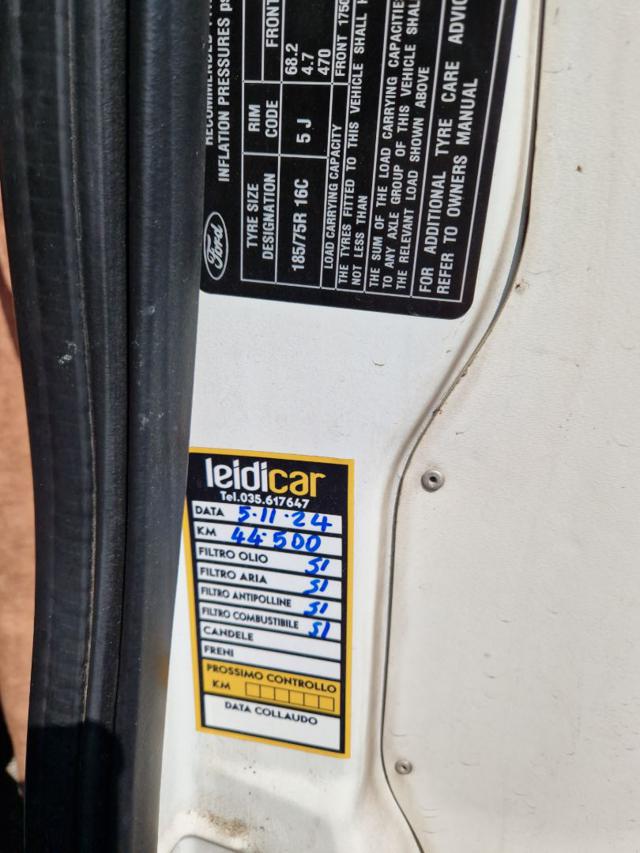 INFLATION PRESSURES
Ford
TYRE SIZE
DESIGNATION
RIM
CODE
FRONT
185/75R 16C
5 J
68.2
4.7
470
LOAD CARRYING CAPACITY
FRONT
THE TYRES FITTED TO THIS VEHICLE SHALL
NOT LESS THAN
THE SUM OF THE LOAD CARRYING CAPACITIES
TO ANY AXLE GROUP OF THIS VEHICLE
THE RELEVANT LOAD SHOWN ABOVE
FOR ADDITIONAL TYRE CARE
REFER TO OWNERS MANUAL
leidicar
Tel.035.617647
DATA 5.11.24
KM 44.500
FILTRO OLIO SI
FILTRO ARIA SI
FILTRO ANTIPOLLINE SI
FILTRO COMBUSTIBILE SI
CANDELE
FRENI
PROSSIMO CONTROLLO
KM
DATA COLLAUDO